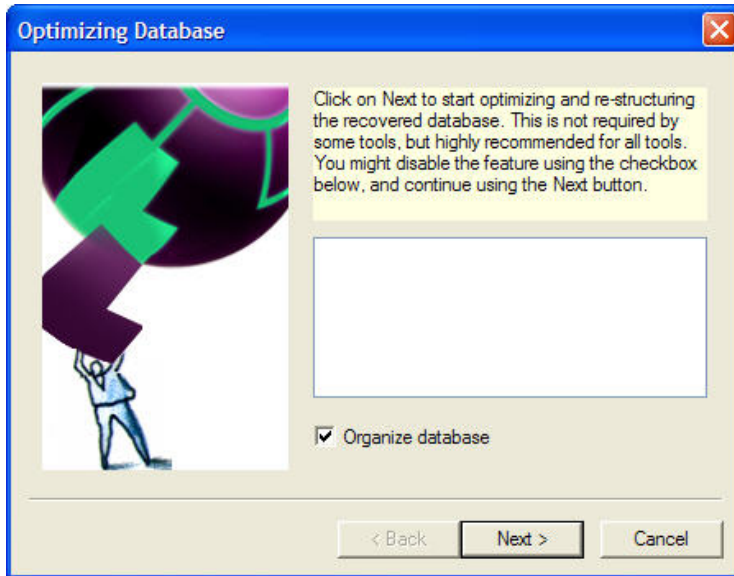 Optimizing Database
Click on Next to start optimizing and re-structuring
the recovered database. This is not required by
some tools, but highly recommended for all tools.
You might disable the feature using the checkbox
below, and continue using the Next button.
Organize database
< Back Next > Cancel